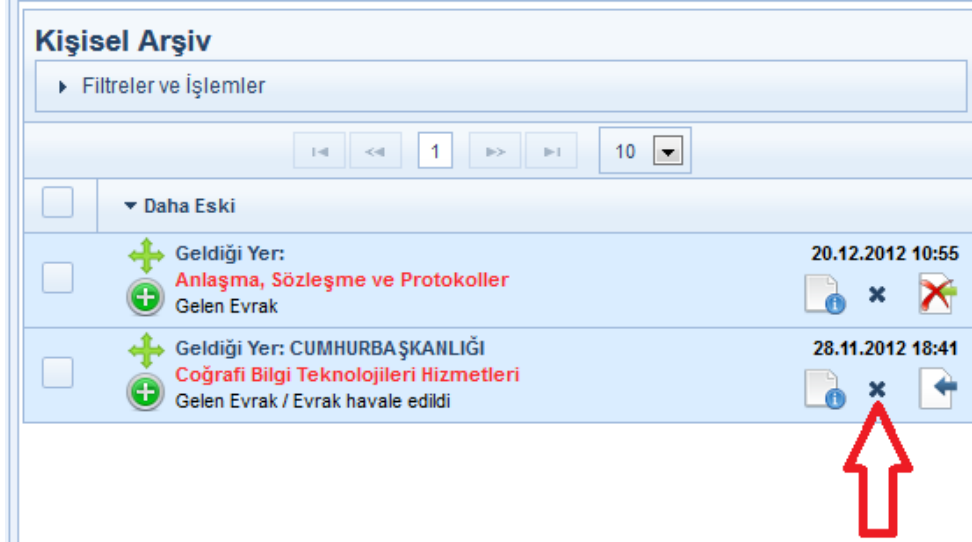 Kişisel Arşiv
Filtreler ve İşlemler
1
10
Daha Eski
Geldiği Yer:
20.12.2012 10:55
Anlaşma, Sözleşme ve Protokoller
Gelen Evrak
Geldiği Yer: CUMHURBAŞKANLIĞI
28.11.2012 18:41
Coğrafi Bilgi Teknolojileri Hizmetleri
Gelen Evrak / Evrak havale edildi